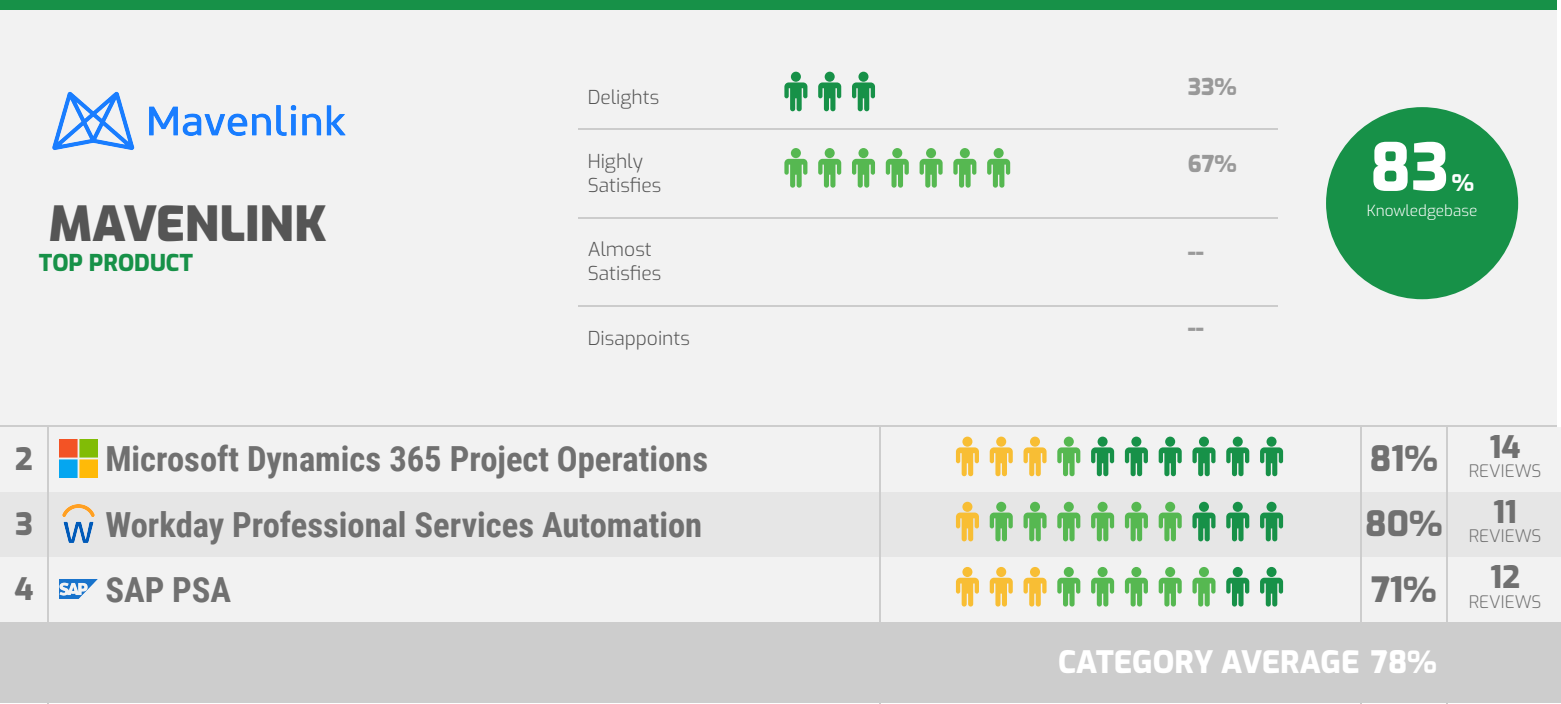 Mavenlink
MAVENLINK
TOP PRODUCT
Delights 33%
Highly
Satisfies 67%
Almost
Satisfies --
Disappoints --
83%
Knowledgebase
2 Microsoft Dynamics 365 Project Operations 81% 14 REVIEWS
3 Workday Professional Services Automation 80% 11 REVIEWS
4 SAP SAP PSA 71% 12 REVIEWS
CATEGORY AVERAGE 78%